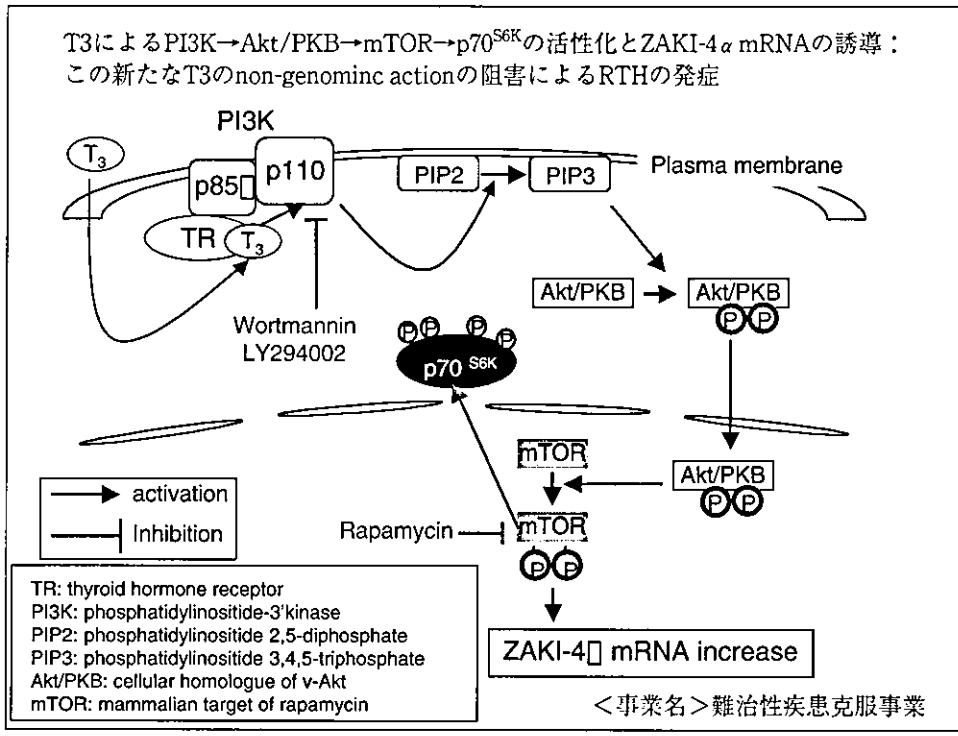 T3によるPI3K→Akt/PKB→mTOR→p70S6Kの活性化とZAKI-4α mRNAの誘導：
この新たなT3のnon-genominc actionの阻害によるRTHの発症
PI3K
T3
p85□
p110
PIP2
PIP3
Plasma membrane
TR
T3
Akt/PKB
Akt/PKB
P P
Wortmannin
LY294002
P P P P
p70 S6K
mTOR
Akt/PKB
P P
activation
Inhibition
Rapamycin
mTOR
P P
TR: thyroid hormone receptor
PI3K: phosphatidylinositide-3'kinase
PIP2: phosphatidylinositide 2,5-diphosphate
PIP3: phosphatidylinositide 3,4,5-triphosphate
Akt/PKB: cellular homologue of v-Akt
mTOR: mammalian target of rapamycin
ZAKI-4□ mRNA increase
＜事業名＞難治性疾患克服事業